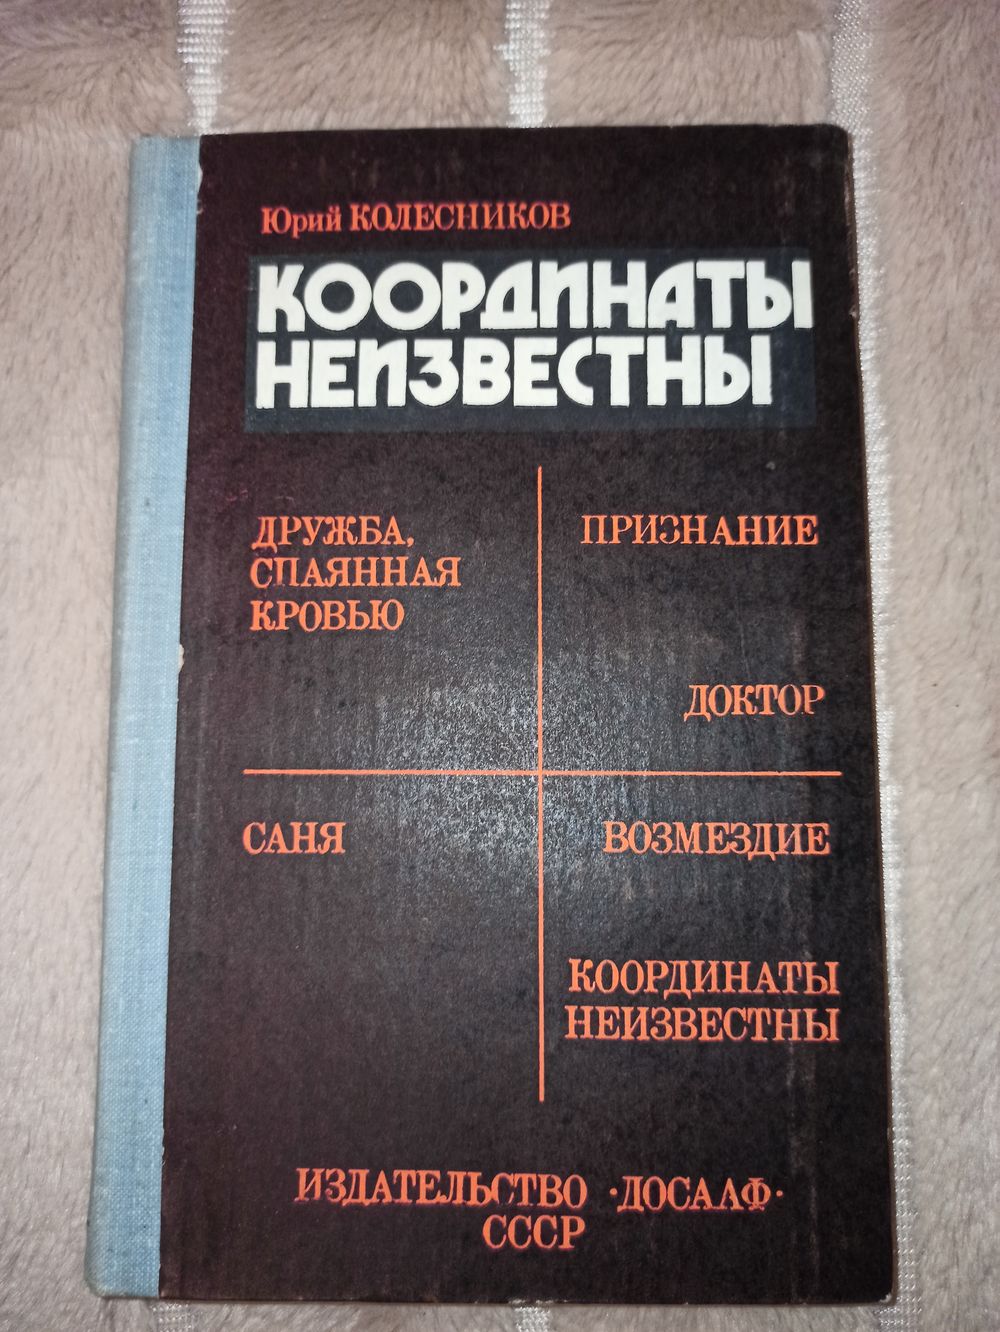 Юрий КОЛЕСНИКОВ
КООРДИНАТЫ
НЕИЗВЕСТНЫ
ДРУЖБА,
СПАЯННАЯ
КРОВЬЮ
ПРИЗНАНИЕ
ДОКТОР
САНЯ
ВОЗМЕЗДИЕ
КООРДИНАТЫ
НЕИЗВЕСТНЫ
ИЗДАТЕЛЬСТВО ·ДОСААФ·
СССР